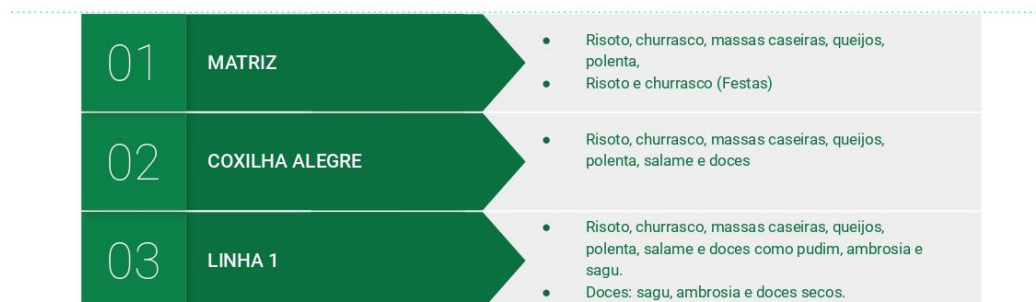 01
MATRIZ
● Risoto, churrasco, massas caseiras, queijos,
polenta,
● Risoto e churrasco (Festas)
02
COXILHA ALEGRE
● Risoto, churrasco, massas caseiras, queijos,
polenta, salame e doces
03
LINHA 1
● Risoto, churrasco, massas caseiras, queijos,
polenta, salame e doces como pudim, ambrosia e
sagu.
● Doces: sagu, ambrosia e doces secos.